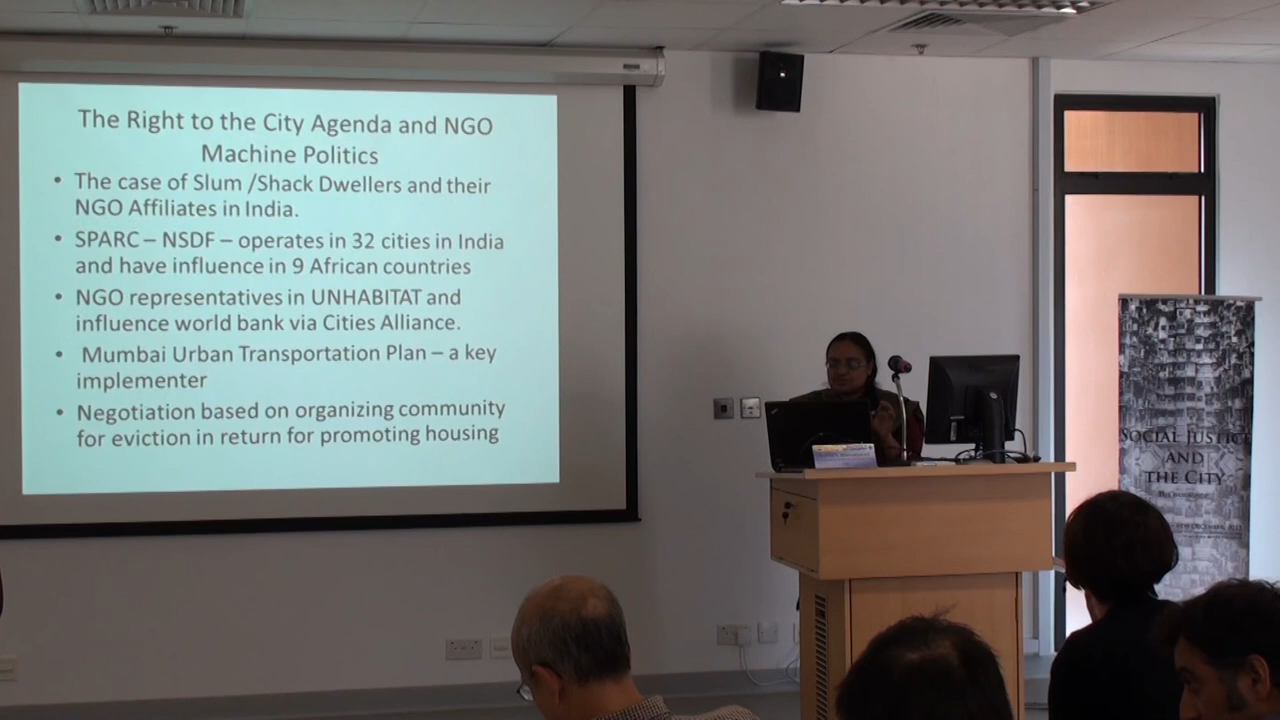 The Right to the City Agenda and NGO
Machine Politics
• The case of Slum /Shack Dwellers and their
NGO Affiliates in India.
• SPARC – NSDF – operates in 32 cities in India
and have influence in 9 African countries
• NGO representatives in UNHABITAT and
influence world bank via Cities Alliance.
• Mumbai Urban Transportation Plan – a key
implementer
• Negotiation based on organizing community
for eviction in return for promoting housing
SOCIAL JUSTICE
AND
THE CITY